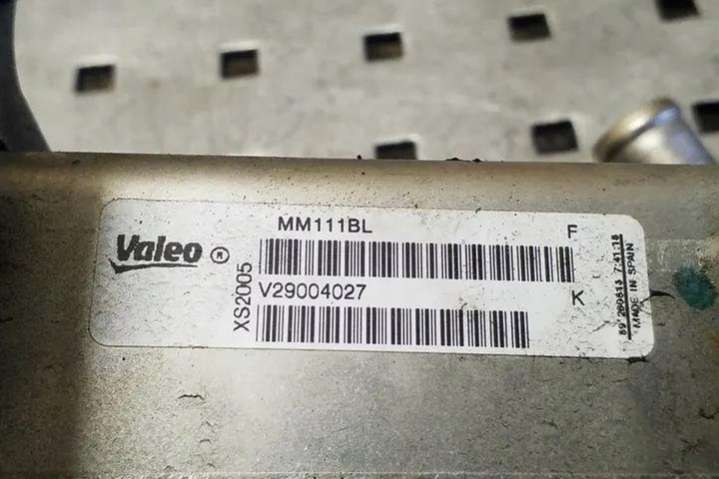 MM111BL
F
Valeo ®
XS2005
V29004027
K
MADE IN SPAIN